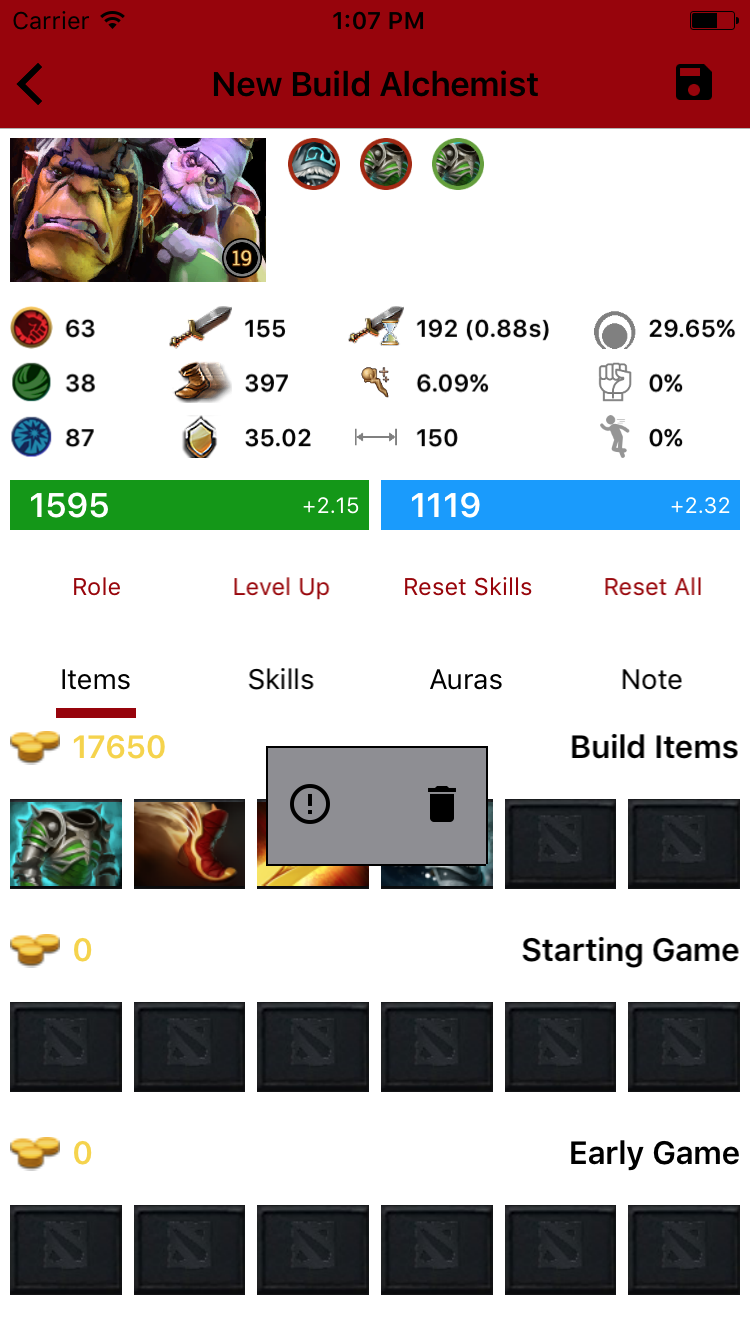 Carrier 1:07 PM
New Build Alchemist
19
63 155 192 (0.88s) 29.65%
38 397 6.09% 0%
87 35.02 150 0%
1595 +2.15 1119 +2.32
Role Level Up Reset Skills Reset All
Items Skills Auras Note
17650 Build Items
0 Starting Game
0 Early Game